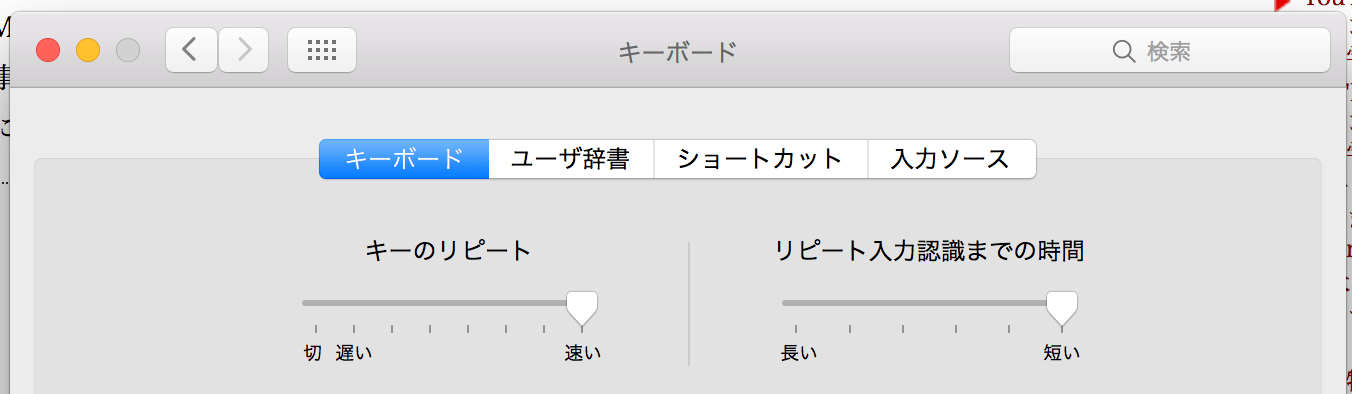 キーボード
検索
キーボード
ユーザ辞書
ショートカット
入力ソース
キーのリピート
リピート入力認識までの時間
切 遅い 速い
長い 短い